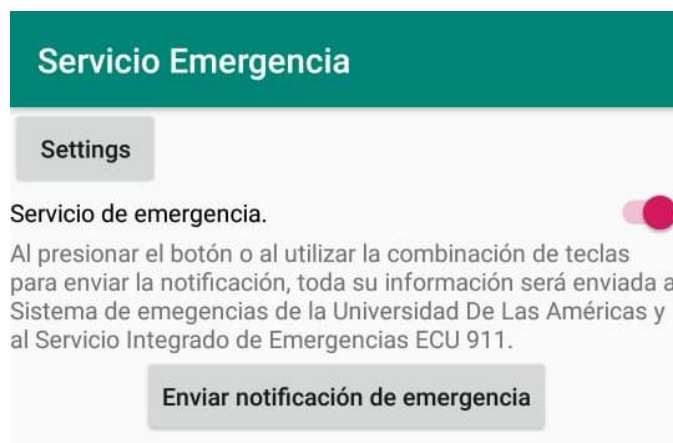 Servicio Emergencia
Settings
Servicio de emergencia.
Al presionar el botón o al utilizar la combinación de teclas
para enviar la notificación, toda su información será enviada a
Sistema de emegencias de la Universidad De Las Américas y
al Servicio Integrado de Emergencias ECU 911.
Enviar notificación de emergencia